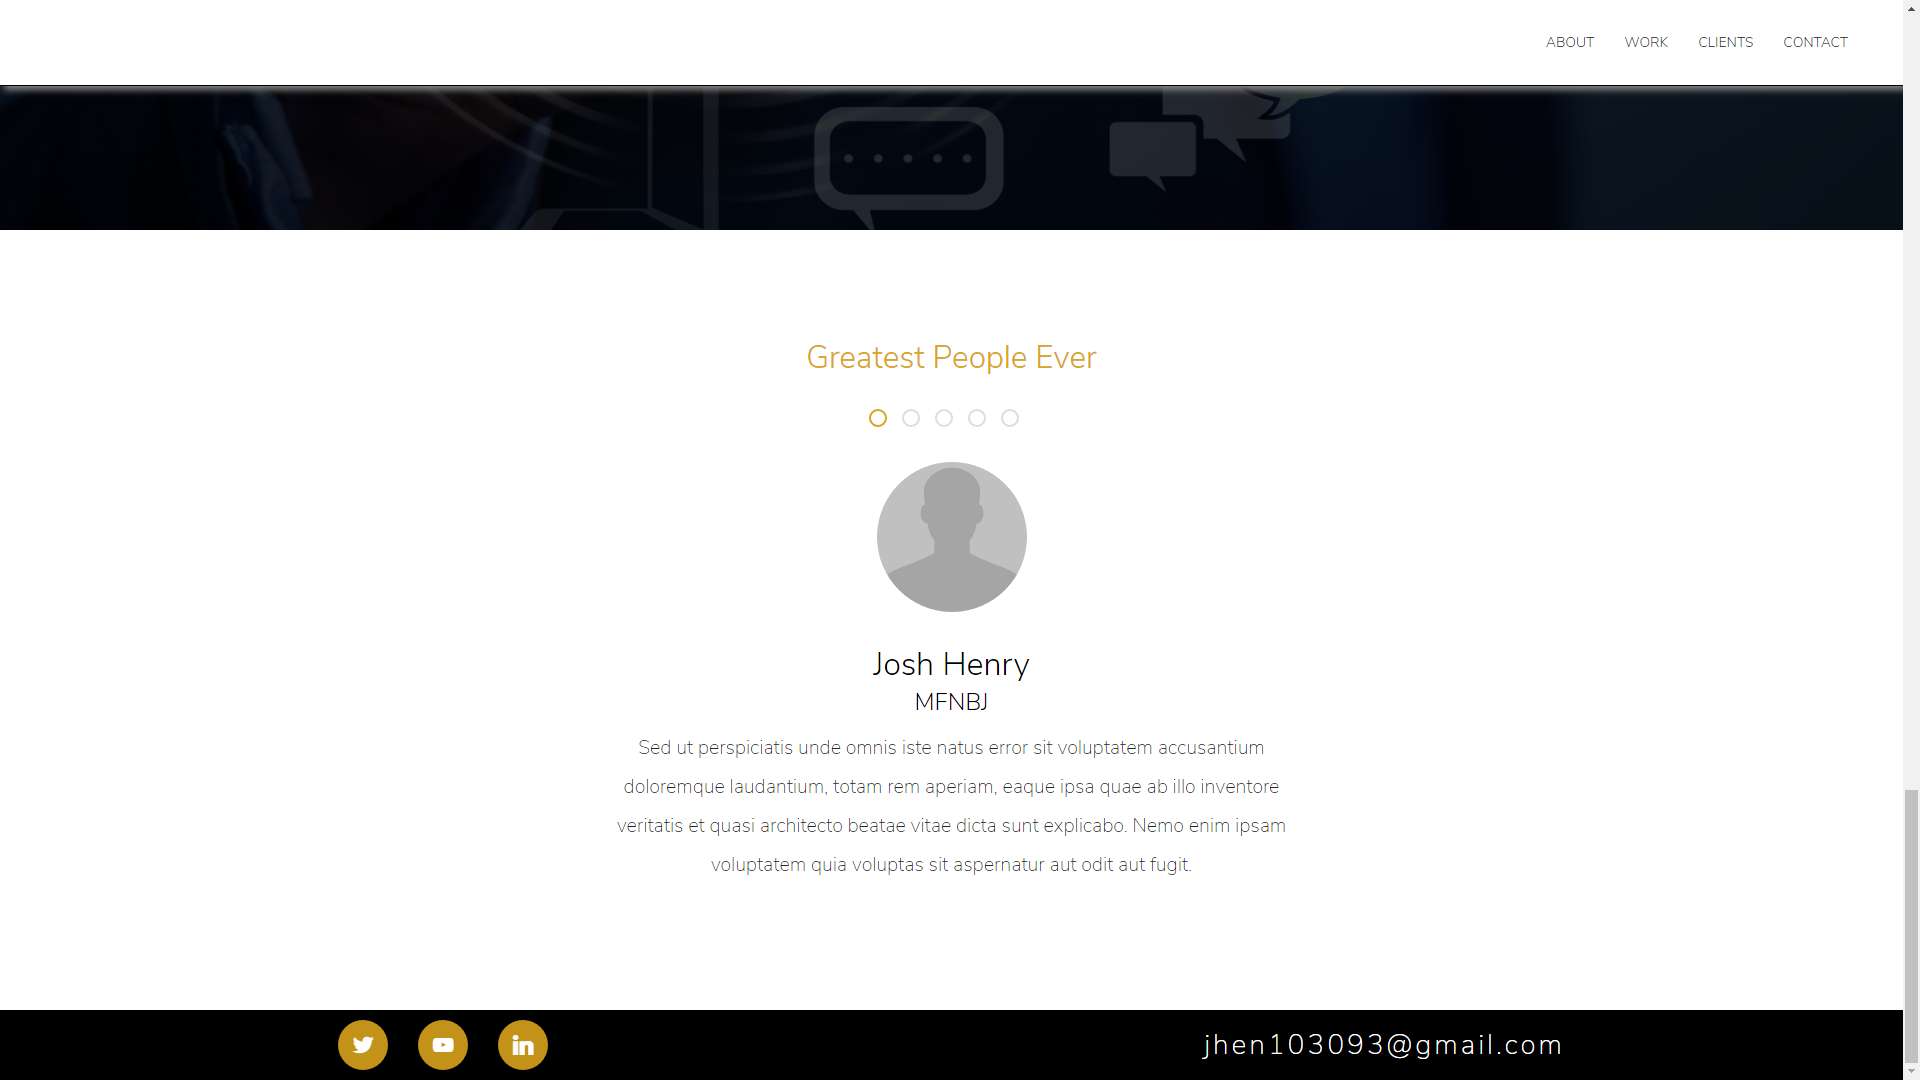 ABOUT WORK CLIENTS CONTACT
Greatest People Ever
Josh Henry
MFNBJ
Sed ut perspiciatis unde omnis iste natus error sit voluptatem accusantium
doloremque laudantium, totam rem aperiam, eaque ipsa quae ab illo inventore
veritatis et quasi architecto beatae vitae dicta sunt explicabo. Nemo enim ipsam
voluptatem quia voluptas sit aspernatur aut odit aut fugit.
in jhen103093@gmail.com